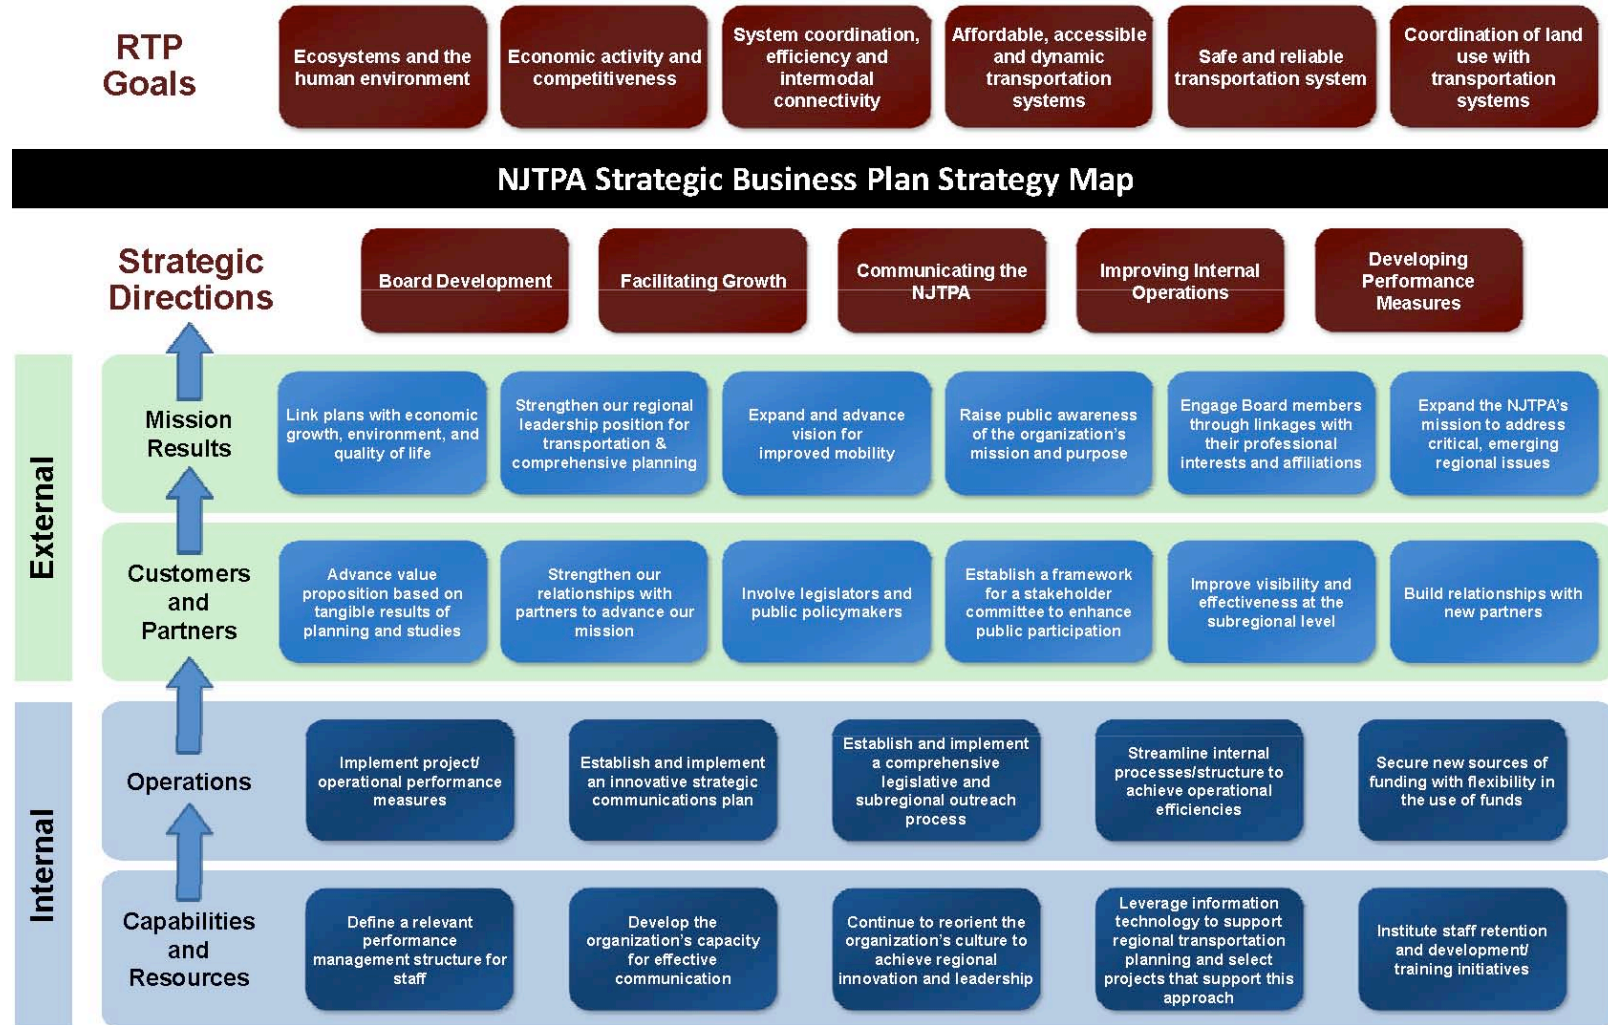 RTP
Goals
Ecosystems and the
human environment
Economic activity and
competitiveness
System coordination,
efficiency and
intermodal
connectivity
Affordable, accessible
and dynamic
transportation
systems
Safe and reliable
transportation system
Coordination of land
use with
transportation
systems
NJTPA Strategic Business Plan Strategy Map
Strategic
Directions
Board Development
Facilitating Growth
Communicating the
NJTPA
Improving Internal
Operations
Developing
Performance
Measures
External
Mission
Results
Link plans with economic
growth, environment, and
quality of life
Strengthen our regional
leadership position for
transportation &
comprehensive planning
Expand and advance
vision for
improved mobility
Raise public awareness
of the organization's
mission and purpose
Engage Board members
through linkages with
their professional
interests and affiliations
Expand the NJTPA's
mission to address
critical, emerging
regional issues
Customers
and
Partners
Advance value
proposition based on
tangible results of
planning and studies
Strengthen our
relationships with
partners to advance our
mission
Involve legislators and
public policymakers
Establish a framework
for a stakeholder
committee to enhance
public participation
Improve visibility and
effectiveness at the
subregional level
Build relationships with
new partners
Internal
Operations
Implement project/
operational performance
measures
Establish and implement
an innovative strategic
communications plan
Establish and implement
a comprehensive
legislative and
subregional outreach
process
Streamline internal
processes/structure to
achieve operational
efficiencies
Secure new sources of
funding with flexibility in
the use of funds
Capabilities
and
Resources
Define a relevant
performance
management structure for
staff
Develop the
organization's capacity
for effective
communication
Continue to reorient the
organization's culture to
achieve regional
innovation and leadership
Leverage information
technology to support
regional transportation
planning and select
projects that support this
approach
Institute staff retention
and development/
training initiatives